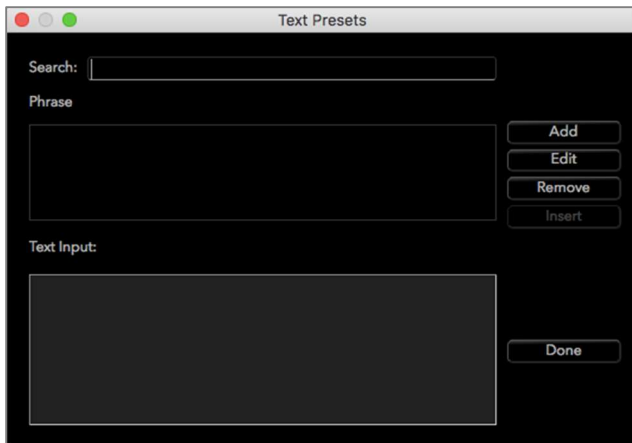 Text Presets
Search:
Phrase
Add
Edit
Remove
Insert
Text Input:
Done